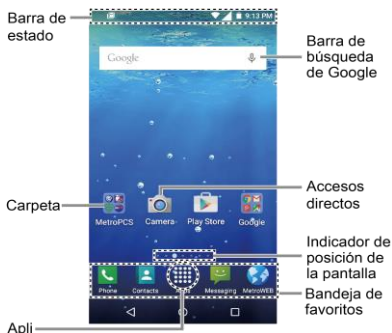 Barra de
estado
9:13 PM
Google
Barra de
búsqueda
de Google
Carpeta
MetroPCS
Camera
Play Store
Google
Accesos
directos
Indicador de
posición de
la pantalla
Phone
Contacts
Messaging
MetroWEB
Bandeja de
favoritos
Apli